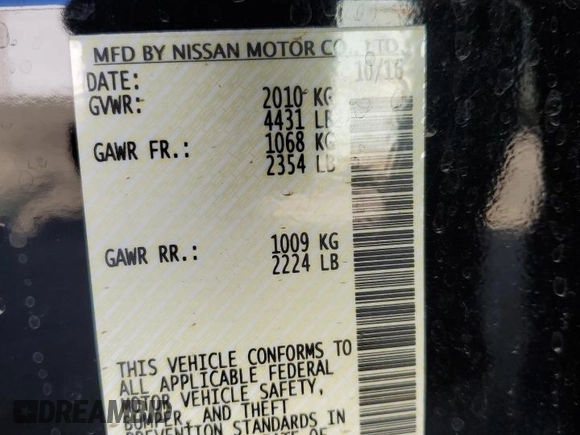 MFD BY NISSAN MOTOR CO., LTD.
DATE: 10/16
GVWR: 2010 KG
4431 LB
GAWR FR.: 1068 KG
2354 LB
GAWR RR.: 1009 KG
2224 LB
THIS VEHICLE CONFORMS TO
ALL APPLICABLE FEDERAL
MOTOR VEHICLE SAFETY,
BUMPER, AND THEFT
PREVENTION STANDARDS IN
OF